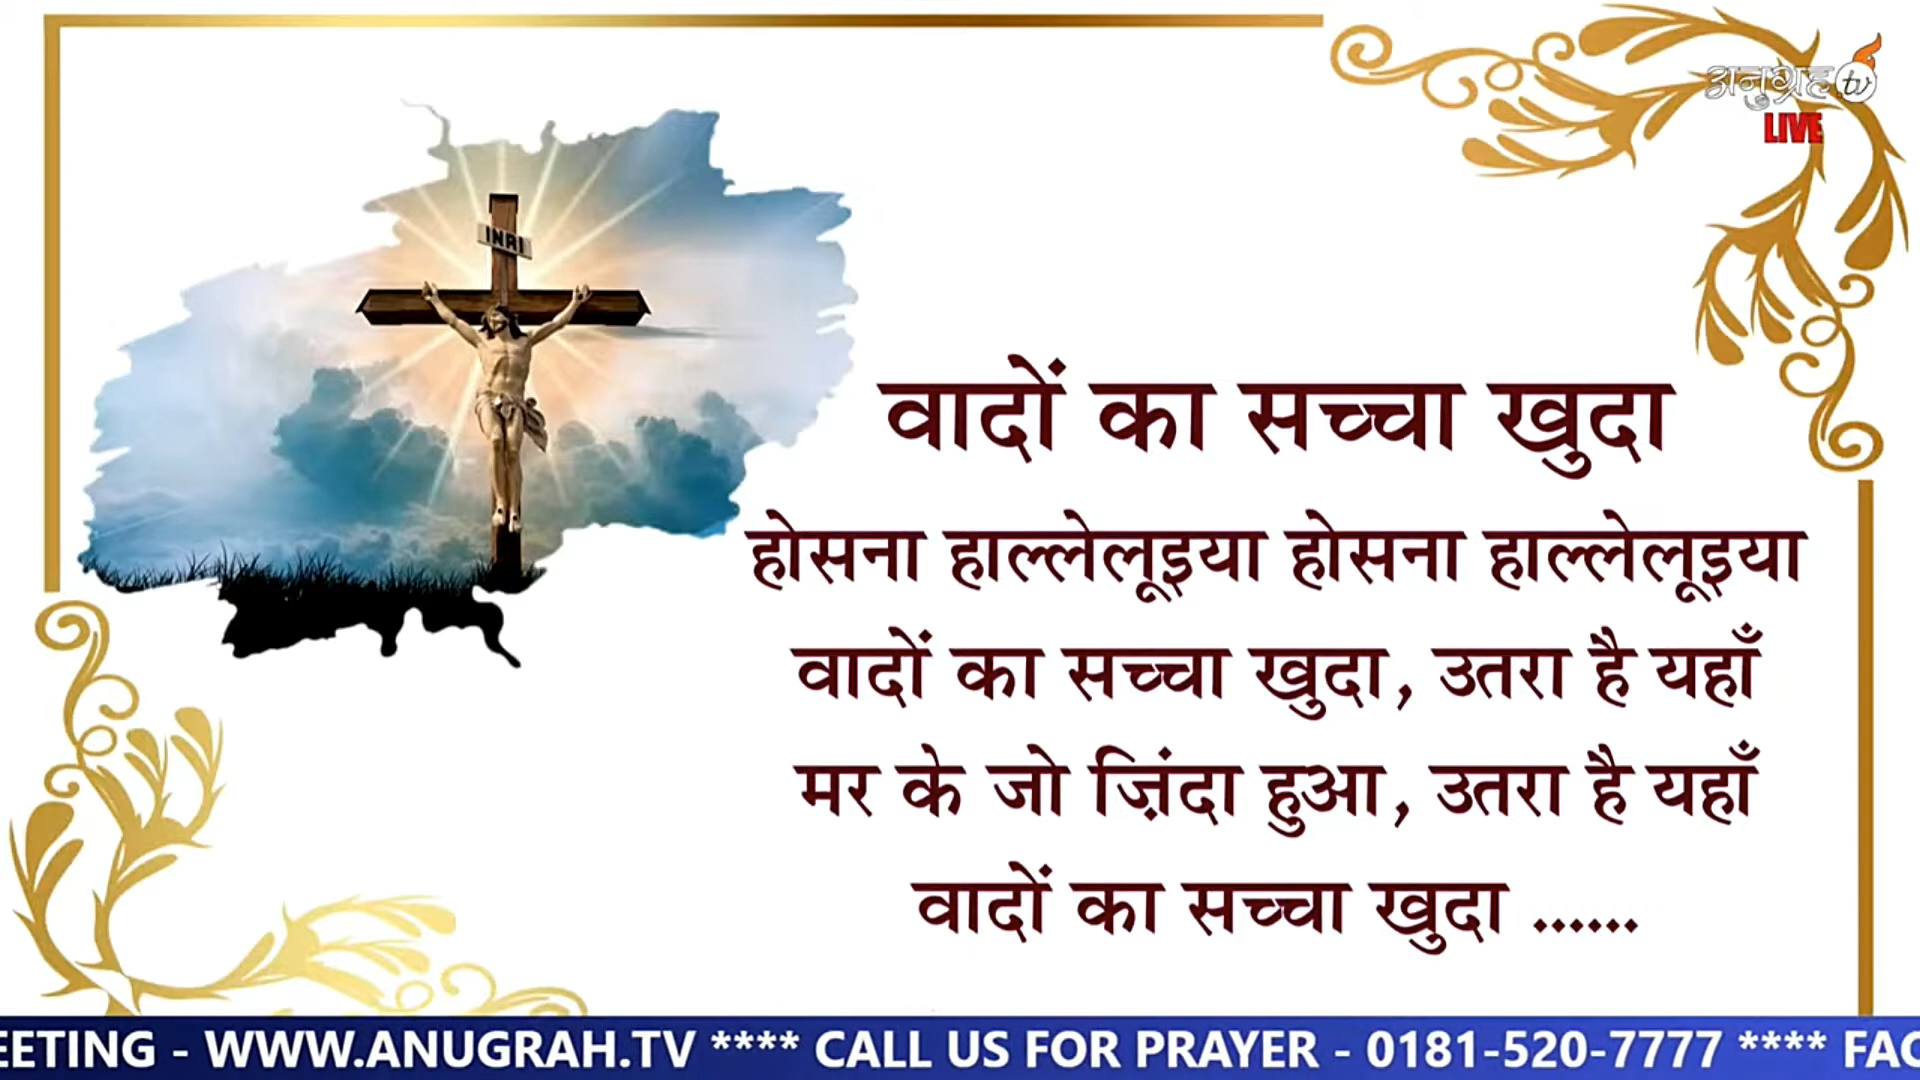 अनुग्रह.tv
LIVE
INRI
वादों का सच्चा खुदा
होसना हाल्लेलूइया होसना हाल्लेलूइया
वादों का सच्चा खुदा, उतरा है यहाँ
मर के जो ज़िंदा हुआ, उतरा है यहाँ
वादों का सच्चा खुदा ......
EETING - WWW.ANUGRAH.TV **** CALL US FOR PRAYER - 0181-520-7777 **** FAC